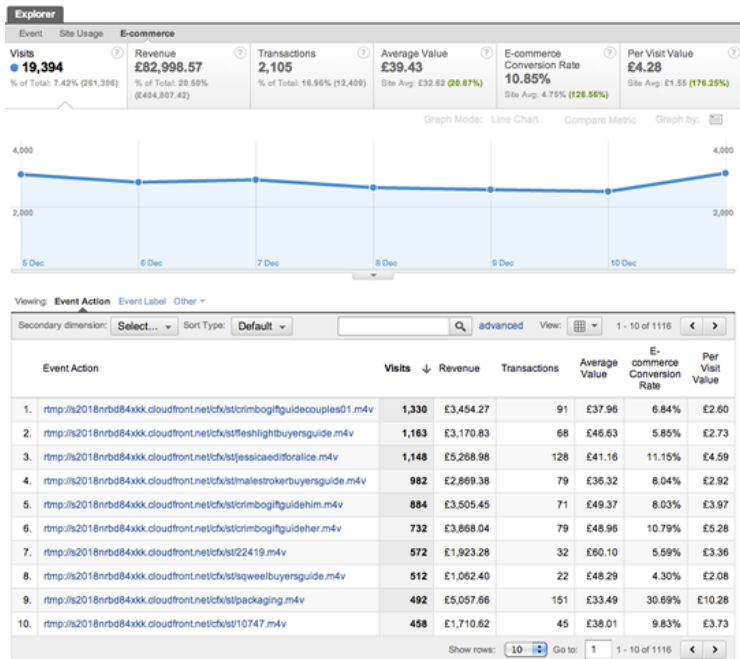 Explorer
Event Site Usage E-commerce
Visits ? Revenue ? Transactions ? Average Value ? E-commerce Conversion Rate ? Per Visit Value ?
19,394 £82,998.57 2,105 £39.43 10.85% £4.28
% of Total: 7.42% (261,306) % of Total: 20.50% (£404,807.42) % of Total: 16.96% (12,409) Site Avg: £32.62 (20.87%) Site Avg: 4.75% (128.56%) Site Avg: £1.55 (176.25%)
Graph Mode: Line Chart Compare Metric Graph by:
4,000 4,000
2,000 2,000
5 Dec 6 Dec 7 Dec 8 Dec 9 Dec 10 Dec
Viewing: Event Action Event Label Other
Secondary dimension: Select... Sort Type: Default advanced View: 1 - 10 of 1116
Event Action Visits Revenue Transactions Average Value E-commerce Conversion Rate Per Visit Value
1. rtmp://s2018nrbd84xkk.cloudfront.net/cfx/st/crimbogiftguidecouples01.m4v 1,330 £3,454.27 91 £37.96 6.84% £2.60
2. rtmp://s2018nrbd84xkk.cloudfront.net/cfx/st/fleshlightbuyersguide.m4v 1,163 £3,170.83 68 £46.63 5.85% £2.73
3. rtmp://s2018nrbd84xkk.cloudfront.net/cfx/st/jessicaeditforalice.m4v 1,148 £5,268.98 128 £41.16 11.15% £4.59
4. rtmp://s2018nrbd84xkk.cloudfront.net/cfx/st/malestrokerbuyersguide.m4v 982 £2,869.38 79 £36.32 8.04% £2.92
5. rtmp://s2018nrbd84xkk.cloudfront.net/cfx/st/crimbogiftguidehim.m4v 884 £3,505.45 71 £49.37 8.03% £3.97
6. rtmp://s2018nrbd84xkk.cloudfront.net/cfx/st/crimbogiftguideher.m4v 732 £3,868.04 79 £48.96 10.79% £5.28
7. rtmp://s2018nrbd84xkk.cloudfront.net/cfx/st/22419.m4v 572 £1,923.28 32 £60.10 5.59% £3.36
8. rtmp://s2018nrbd84xkk.cloudfront.net/cfx/st/sqweelbuyersguide.m4v 512 £1,062.40 22 £48.29 4.30% £2.08
9. rtmp://s2018nrbd84xkk.cloudfront.net/cfx/st/packaging.m4v 492 £5,057.66 151 £33.49 30.69% £10.28
10. rtmp://s2018nrbd84xkk.cloudfront.net/cfx/st/10747.m4v 458 £1,710.62 45 £38.01 9.83% £3.73
Show rows: 10 Go to: 1 1 - 10 of 1116